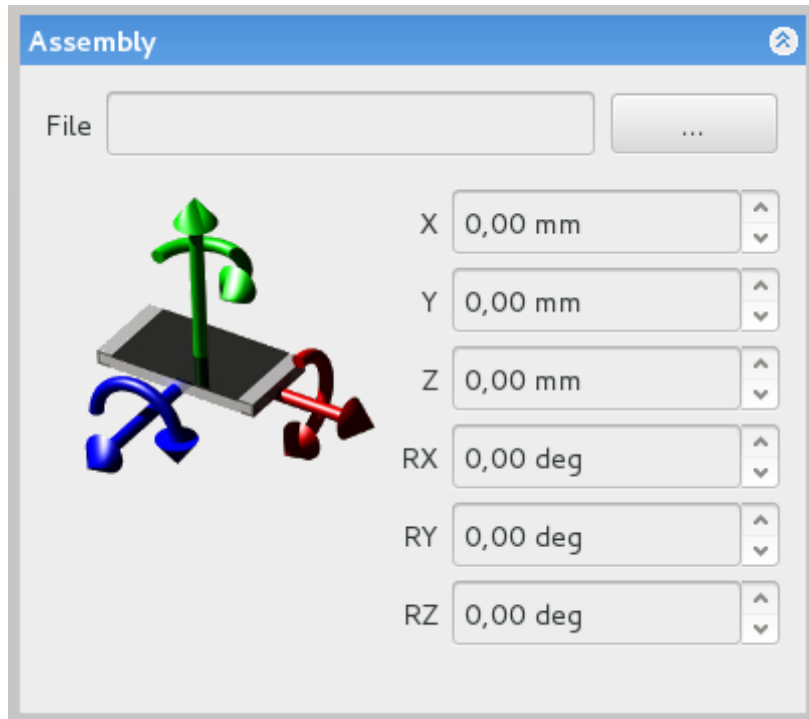 Assembly
File ...
X 0,00 mm
Y 0,00 mm
Z 0,00 mm
RX 0,00 deg
RY 0,00 deg
RZ 0,00 deg